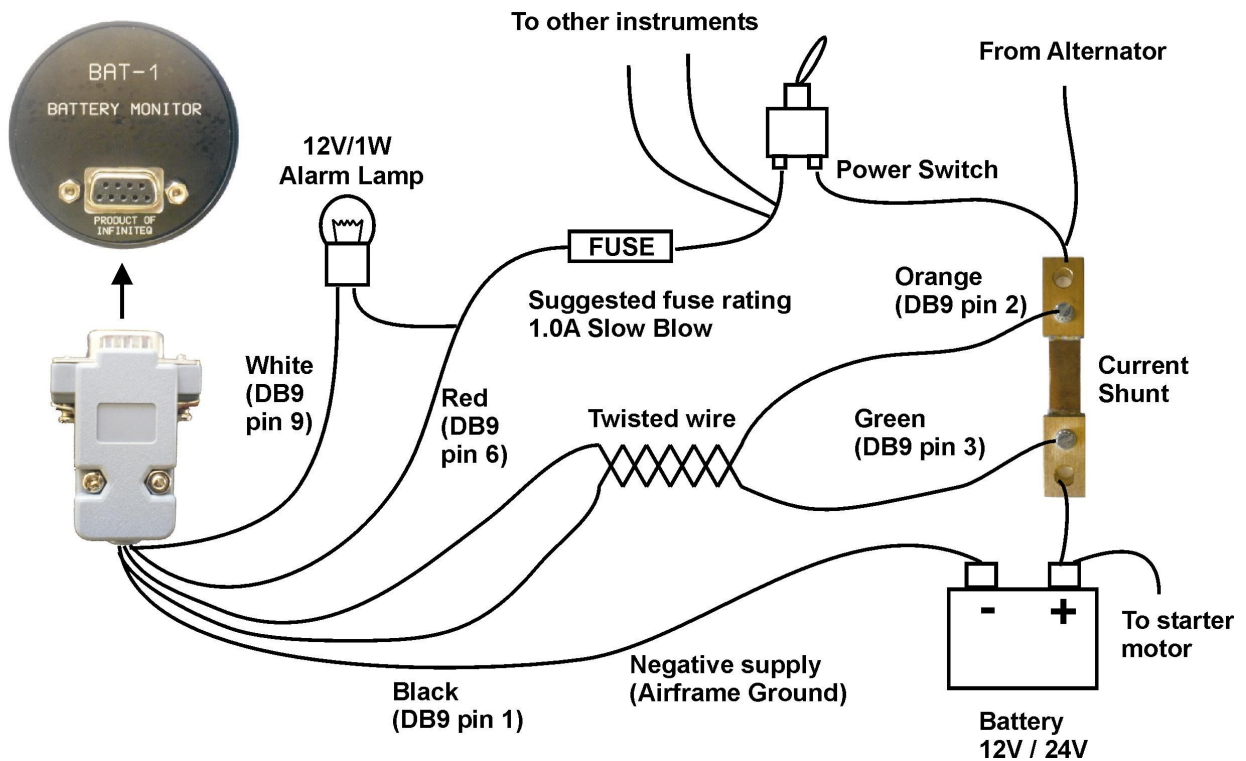 To other instruments
From Alternator
BAT-1
BATTERY MONITOR
PRODUCT OF
INFINITEQ
12V/1W
Alarm Lamp
Power Switch
FUSE
Suggested fuse rating
1.0A Slow Blow
Orange
(DB9 pin 2)
Current
Shunt
White
(DB9
pin 9)
Red
(DB9
pin 6)
Twisted wire
Green
(DB9 pin 3)
- +
To starter
motor
Negative supply
(Airframe Ground)
Black
(DB9 pin 1)
Battery
12V / 24V